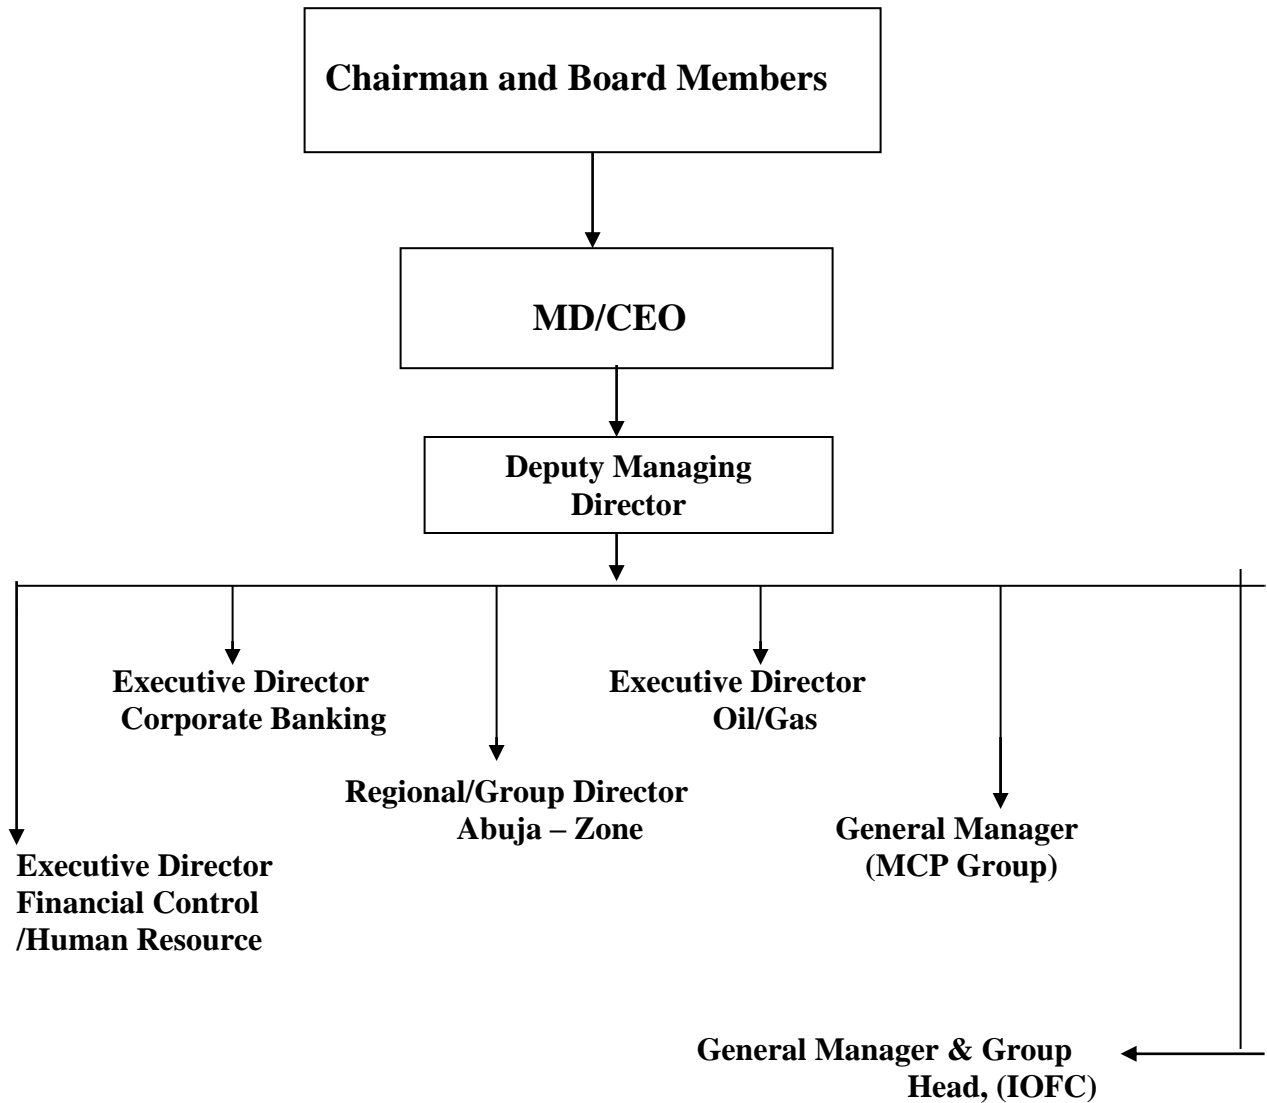 Chairman and Board Members
MD/CEO
Deputy Managing
Director
Executive Director
Corporate Banking
Executive Director
Oil/Gas
Regional/Group Director
Abuja – Zone
General Manager
(MCP Group)
Executive Director
Financial Control
/Human Resource
General Manager & Group
Head, (IOFC)